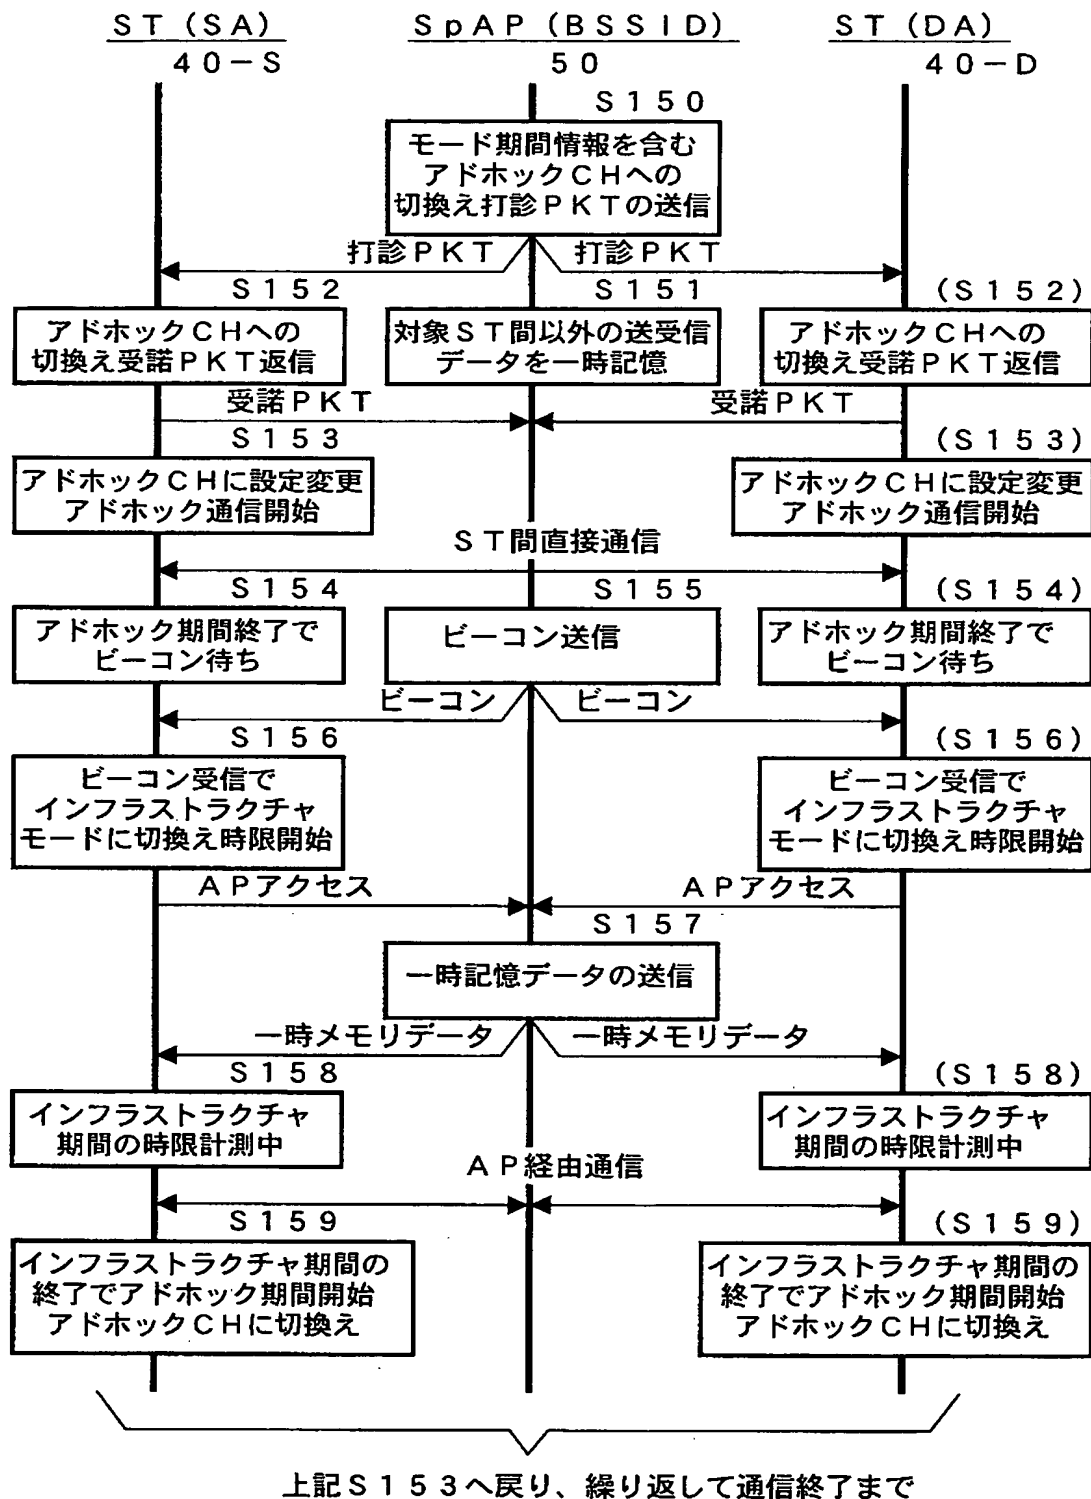 ST(SA)
SpAP(BSSID)
ST(DA)
40-S
50
40-D
S150
モード期間情報を含む
アドホックCHへの
切換え打診PKTの送信
打診PKT
打診PKT
S152
S151
(S152)
アドホックCHへの
切換え受諾PKT返信
対象ST間以外の送受信
データを一時記憶
アドホックCHへの
切換え受諾PKT返信
受諾PKT
受諾PKT
S153
(S153)
アドホックCHに設定変更
アドホック通信開始
アドホックCHに設定変更
アドホック通信開始
ST間直接通信
S154
S155
(S154)
アドホック期間終了で
ビーコン待ち
ビーコン送信
アドホック期間終了で
ビーコン待ち
ビーコン
ビーコン
S156
(S156)
ビーコン受信で
インフラストラクチャ
モードに切換え時限開始
ビーコン受信で
インフラストラクチャ
モードに切換え時限開始
APアクセス
APアクセス
S157
一時記憶データの送信
一時メモリデータ
一時メモリデータ
S158
(S158)
インフラストラクチャ
期間の時限計測中
インフラストラクチャ
期間の時限計測中
AP経由通信
S159
(S159)
インフラストラクチャ期間の
終了でアドホック期間開始
アドホックCHに切換え
インフラストラクチャ期間の
終了でアドホック期間開始
アドホックCHに切換え
上記S153へ戻り、繰り返して通信終了まで